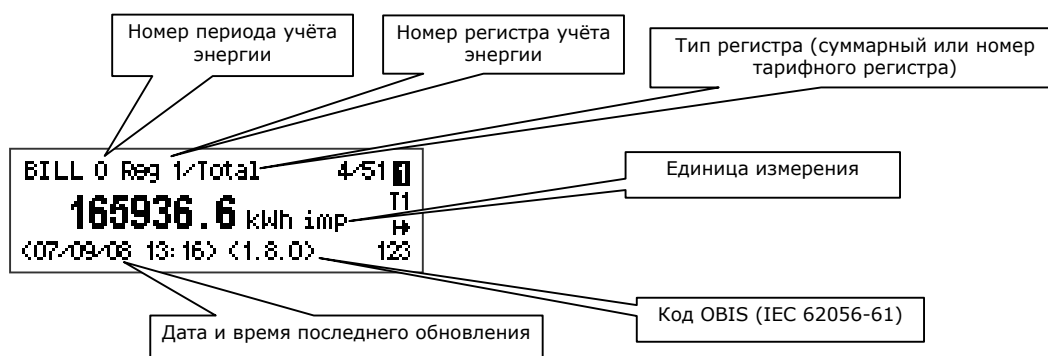 Номер периода учёта
энергии
Номер регистра учёта
энергии
Тип регистра (суммарный или номер
тарифного регистра)
BILL 0 Reg 1/Total 4/51 1
T1
165936.6 kWh imp
(07/09/08 13:16) (1.8.0) 123
Единица измерения
Код OBIS (IEC 62056-61)
Дата и время последнего обновления